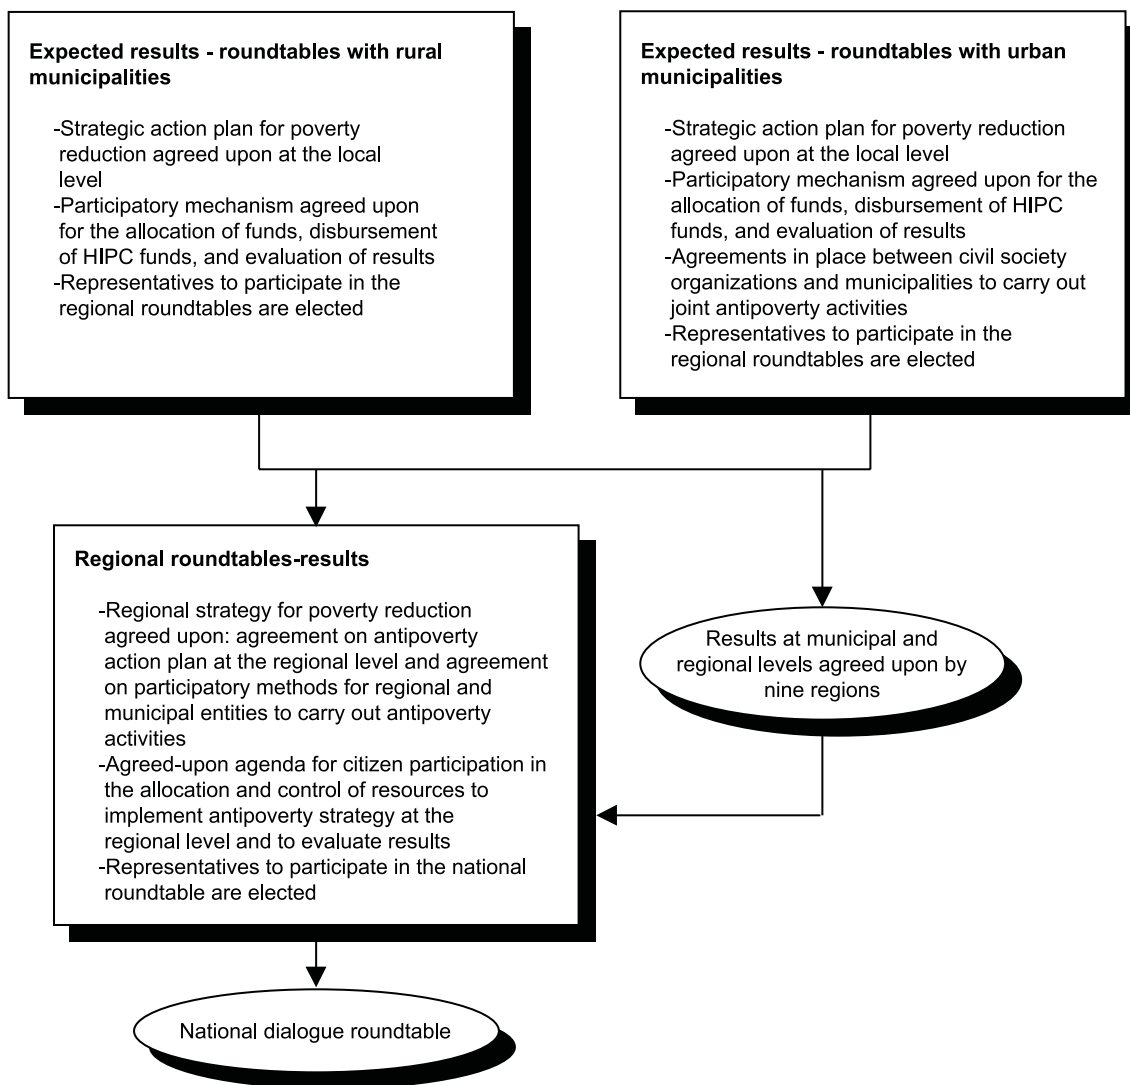 Expected results - roundtables with rural
municipalities
-Strategic action plan for poverty
reduction agreed upon at the local
level
-Participatory mechanism agreed upon
for the allocation of funds, disbursement
of HIPC funds, and evaluation of results
-Representatives to participate in the
regional roundtables are elected
Expected results - roundtables with urban
municipalities
-Strategic action plan for poverty reduction
agreed upon at the local level
-Participatory mechanism agreed upon for the
allocation of funds, disbursement of HIPC
funds, and evaluation of results
-Agreements in place between civil society
organizations and municipalities to carry out
joint antipoverty activities
-Representatives to participate in the
regional roundtables are elected
Regional roundtables-results
-Regional strategy for poverty reduction
agreed upon: agreement on antipoverty
action plan at the regional level and agreement
on participatory methods for regional and
municipal entities to carry out antipoverty
activities
-Agreed-upon agenda for citizen participation in
the allocation and control of resources to
implement antipoverty strategy at the
regional level and to evaluate results
-Representatives to participate in the national
roundtable are elected
Results at municipal and
regional levels agreed upon by
nine regions
National dialogue roundtable